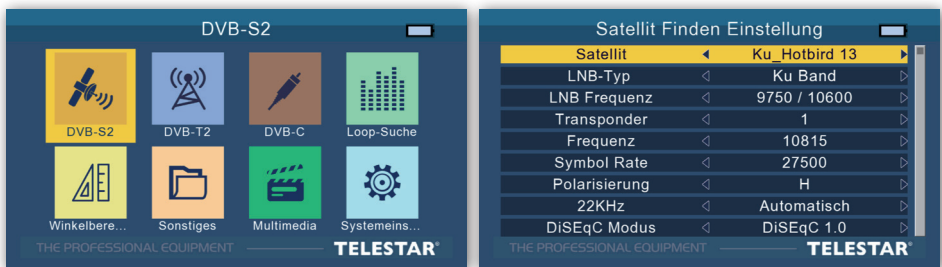 DVB-S2
DVB-S2 DVB-T2 DVB-C Loop-Suche
Winkelbere... Sonstiges Multimedia Systemeins...
THE PROFESSIONAL EQUIPMENT TELESTAR®
Satellit Finden Einstellung
Satellit Ku_Hotbird 13
LNB-Typ Ku Band
LNB Frequenz 9750 / 10600
Transponder 1
Frequenz 10815
Symbol Rate 27500
Polarisierung H
22KHz Automatisch
DiSEqC Modus DiSEqC 1.0
THE PROFESSIONAL EQUIPMENT TELESTAR®